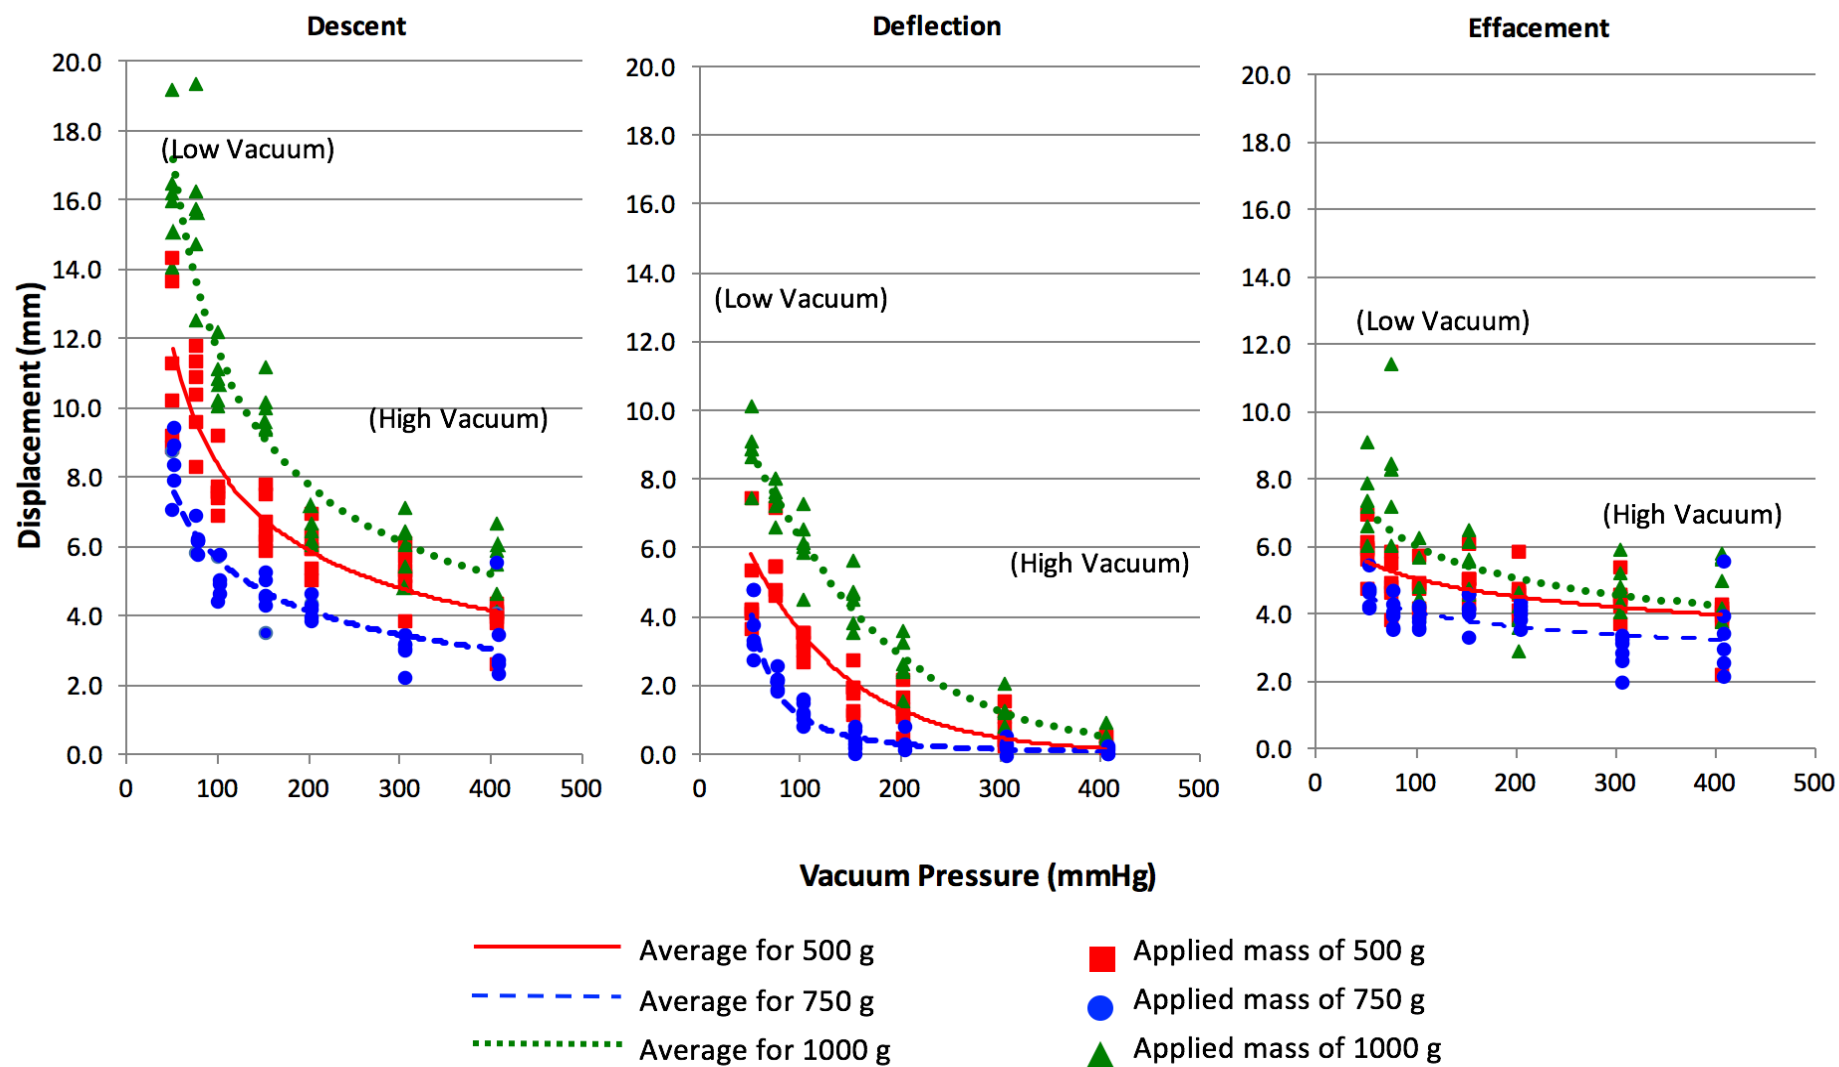 Descent
Deflection
Effacement
Displacement (mm)
20.0
18.0
16.0
14.0
12.0
10.0
8.0
6.0
4.0
2.0
0.0
0 100 200 300 400 500
(Low Vacuum)
(High Vacuum)
20.0
18.0
16.0
14.0
12.0
10.0
8.0
6.0
4.0
2.0
0.0
0 100 200 300 400 500
(Low Vacuum)
(High Vacuum)
20.0
18.0
16.0
14.0
12.0
10.0
8.0
6.0
4.0
2.0
0.0
0 100 200 300 400 500
(Low Vacuum)
(High Vacuum)
Vacuum Pressure (mmHg)
Average for 500 g
Average for 750 g
Average for 1000 g
Applied mass of 500 g
Applied mass of 750 g
Applied mass of 1000 g